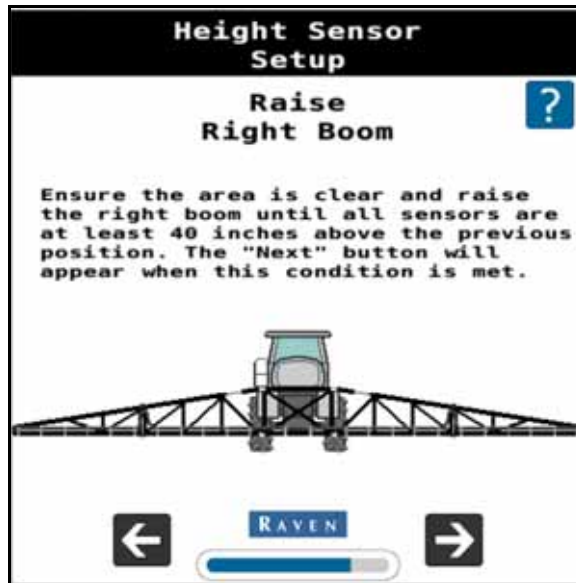 Height Sensor
Setup
Raise
Right Boom
?
Ensure the area is clear and raise
the right boom until all sensors are
at least 40 inches above the previous
position. The "Next" button will
appear when this condition is met.
RAVEN